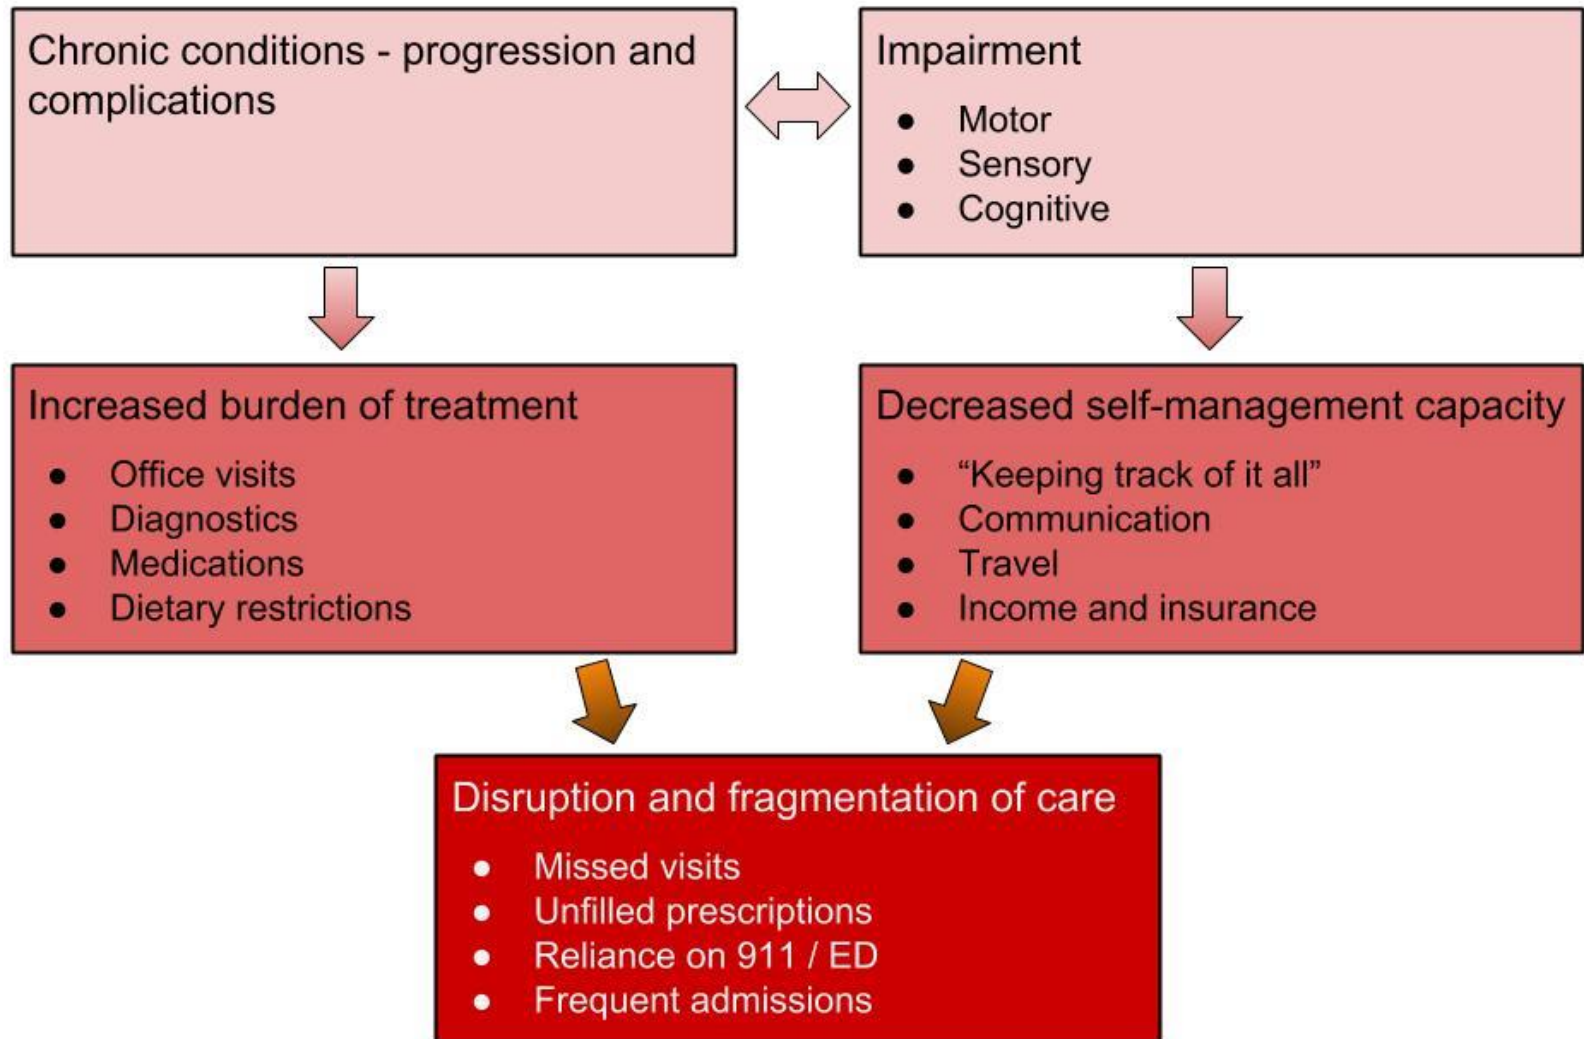 Chronic conditions - progression and
complications
Impairment
● Motor
● Sensory
● Cognitive
Increased burden of treatment
● Office visits
● Diagnostics
● Medications
● Dietary restrictions
Decreased self-management capacity
● “Keeping track of it all”
● Communication
● Travel
● Income and insurance
Disruption and fragmentation of care
● Missed visits
● Unfilled prescriptions
● Reliance on 911 / ED
● Frequent admissions